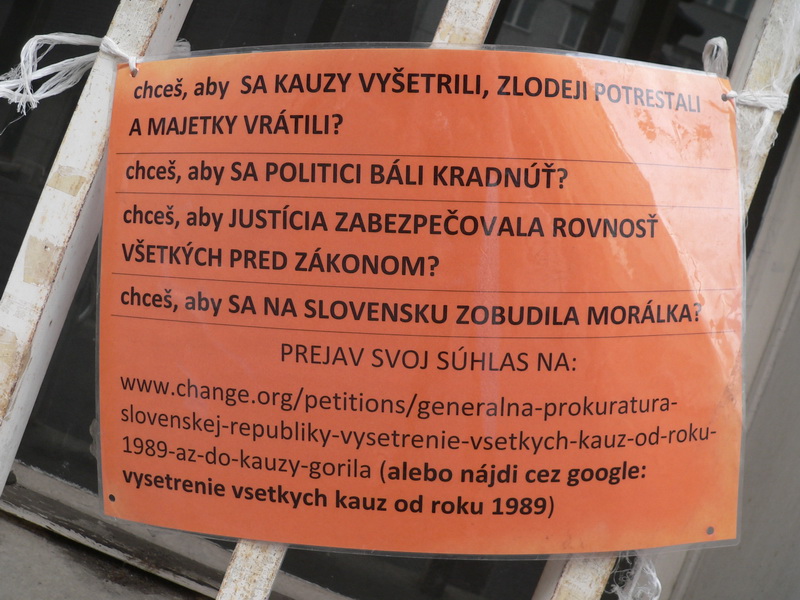 chceš, aby SA KAUZY VYŠETRILI, ZLODEJI POTRESTALI
A MAJETKY VRÁTILI?
chceš, aby SA POLITICI BÁLI KRADNÚŤ?
chceš, aby JUSTÍCIA ZABEZPEČOVALA ROVNOSŤ
VŠETKÝCH PRED ZÁKONOM?
chceš, aby SA NA SLOVENSKU ZOBUDILA MORÁLKA?
PREJAV SVOJ SÚHLAS NA:
www.change.org/petitions/generalna-prokuratura-
slovenskej-republiky-vysetrenie-vsetkych-kauz-od-roku-
1989-az-do-kauzy-gorila (alebo nájdi cez google:
vysetrenie vsetkych kauz od roku 1989)